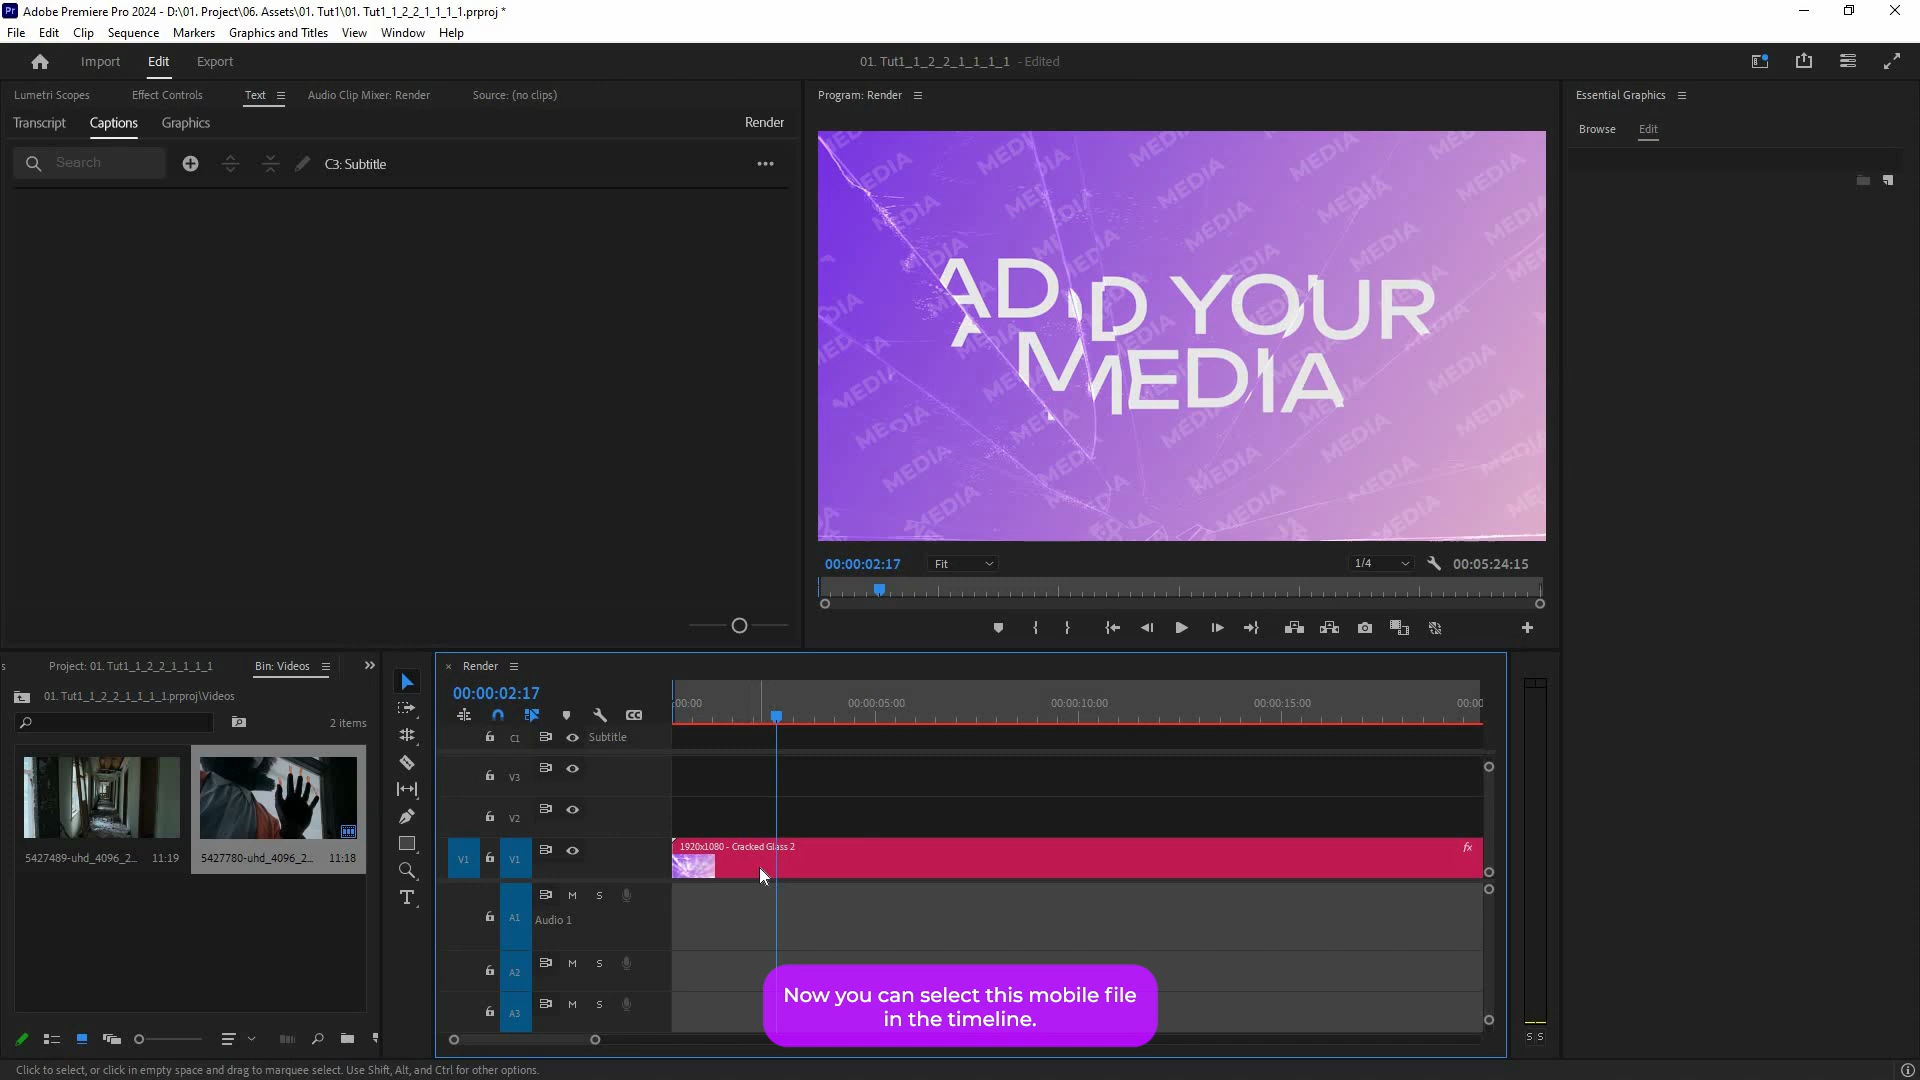 Pr Adobe Premiere Pro 2024 - D:\01. Project\06. Assets\01. Tut1\01. Tut1_1_2_2_1_1_1_1.prproj *
File Edit Clip Sequence Markers Graphics and Titles View Window Help
Import Edit Export
01. Tut1_1_2_2_1_1_1_1 - Edited
Lumetri Scopes Effect Controls Text Audio Clip Mixer: Render Source: (no clips)
Program: Render
Essential Graphics
Transcript Captions Graphics Render
Browse Edit
Search
C3: Subtitle
ADD YOUR
MEDIA
00:00:02:17 Fit 1/4 00:05:24:15
Project: 01. Tut1_1_2_2_1_1_1_1 Bin: Videos
01. Tut1_1_2_2_1_1_1_1.prproj\Videos
2 items
5427489-uhd_4096_2... 11:19
5427780-uhd_4096_2... 11:18
Render
00:00:02:17
:00:00 00:00:05:00 00:00:10:00 00:00:15:00 00:00
C1 Subtitle
V3
V2
V1 V1
1920x1080 - Cracked Glass 2 fx
A1 M S
Audio 1
A2 M S
A3 M S
S S
Now you can select this mobile file
in the timeline.
Click to select, or click in empty space and drag to marquee select. Use Shift, Alt, and Ctrl for other options.